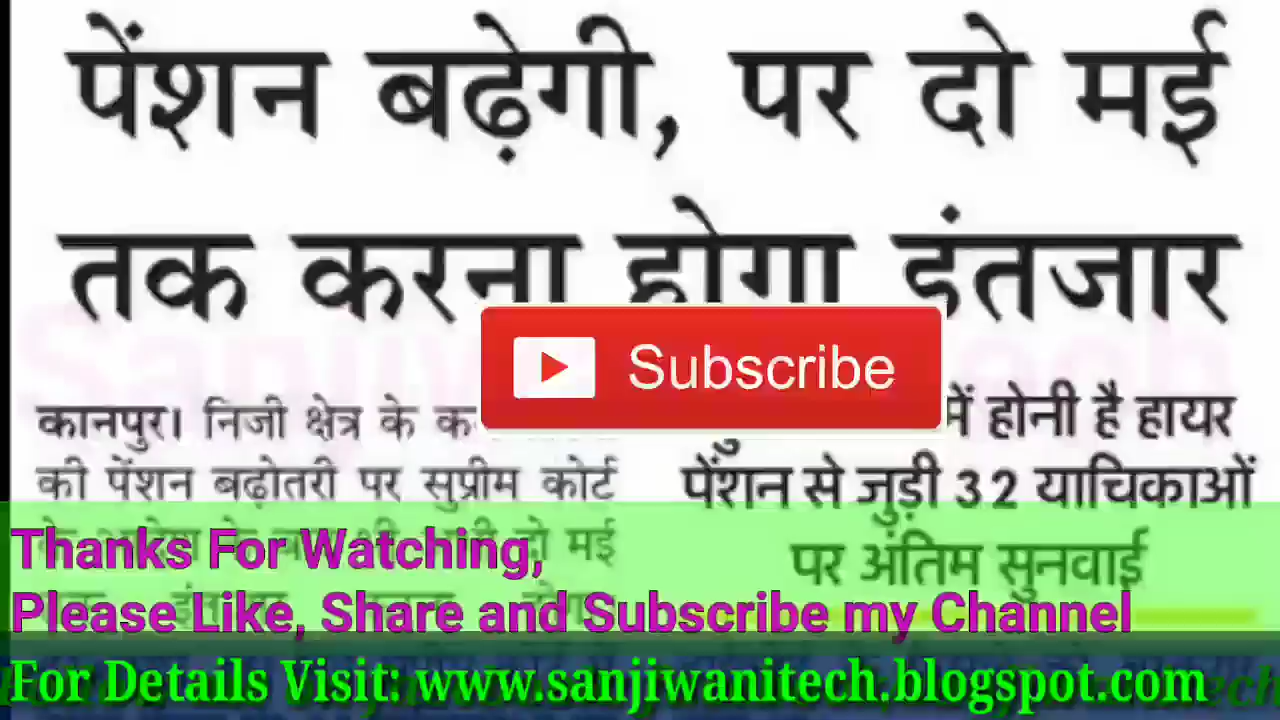 पेंशन बढ़ेगी, पर दो मई
तक करना होगा इंतजार
Subscribe
कानपुर। निजी क्षेत्र के
की पेंशन बढ़ोतरी पर सुप्रीम कोर्ट
दो मई
में होनी है हायर
पेंशन से जुड़ी 32 याचिकाओं
पर अंतिम सुनवाई
Thanks For Watching,
Please Like, Share and Subscribe my Channel
For Details Visit: www.sanjiwanitech.blogspot.com